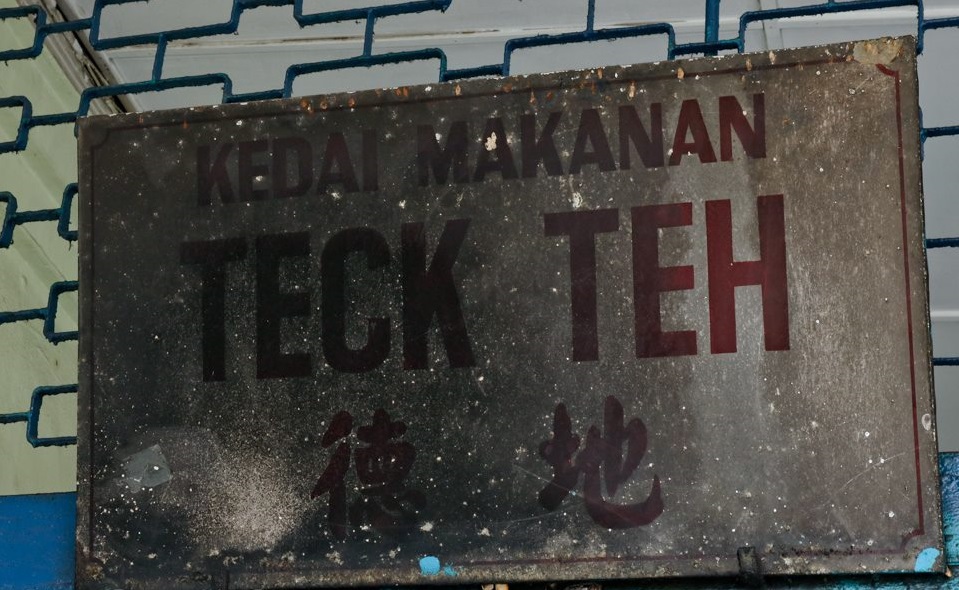 KEDAI MAKANAN
TECK TEH
德地